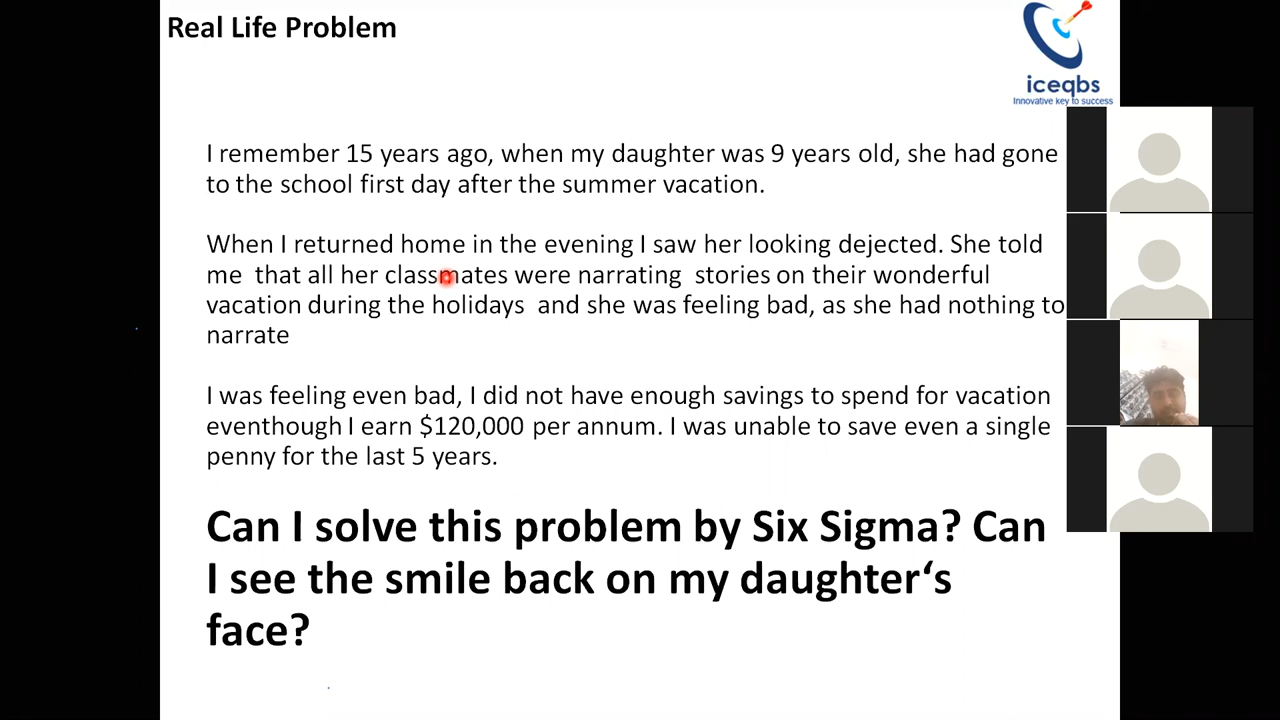 Real Life Problem
iceqbs
Innovative key to success
I remember 15 years ago, when my daughter was 9 years old, she had gone
to the school first day after the summer vacation.
When I returned home in the evening I saw her looking dejected. She told
me  that all her classmates were narrating  stories on their wonderful
vacation during the holidays  and she was feeling bad, as she had nothing to
narrate
I was feeling even bad, I did not have enough savings to spend for vacation
eventhough I earn $120,000 per annum. I was unable to save even a single
penny for the last 5 years.
Can I solve this problem by Six Sigma? Can
I see the smile back on my daughter‘s
face?